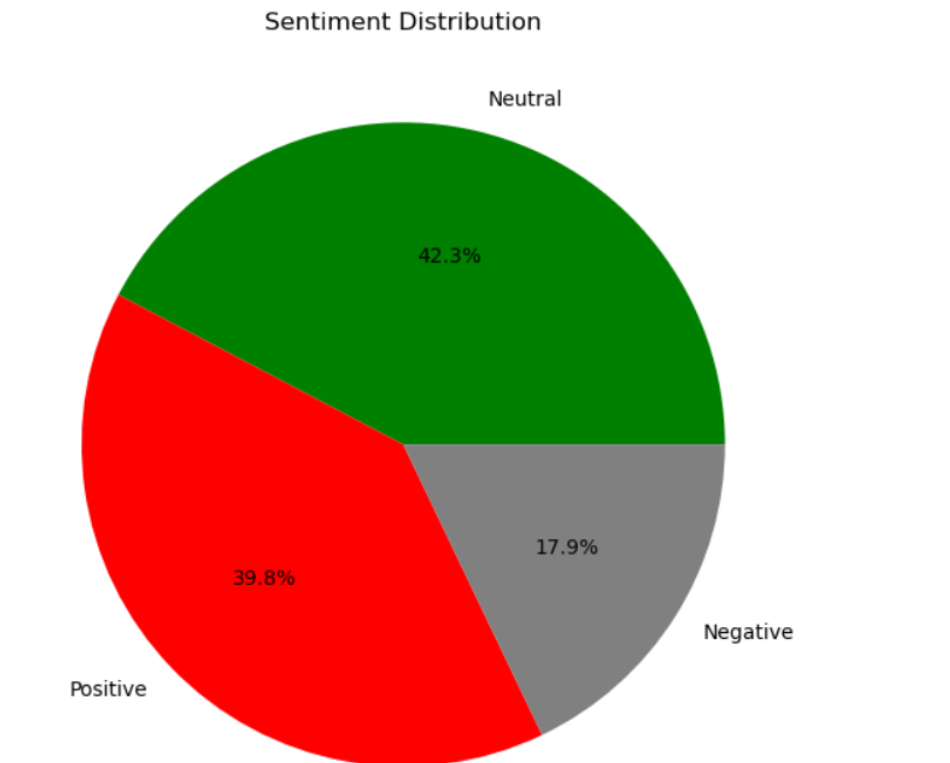 Sentiment Distribution
Neutral
42.3%
17.9%
39.8%
Negative
Positive